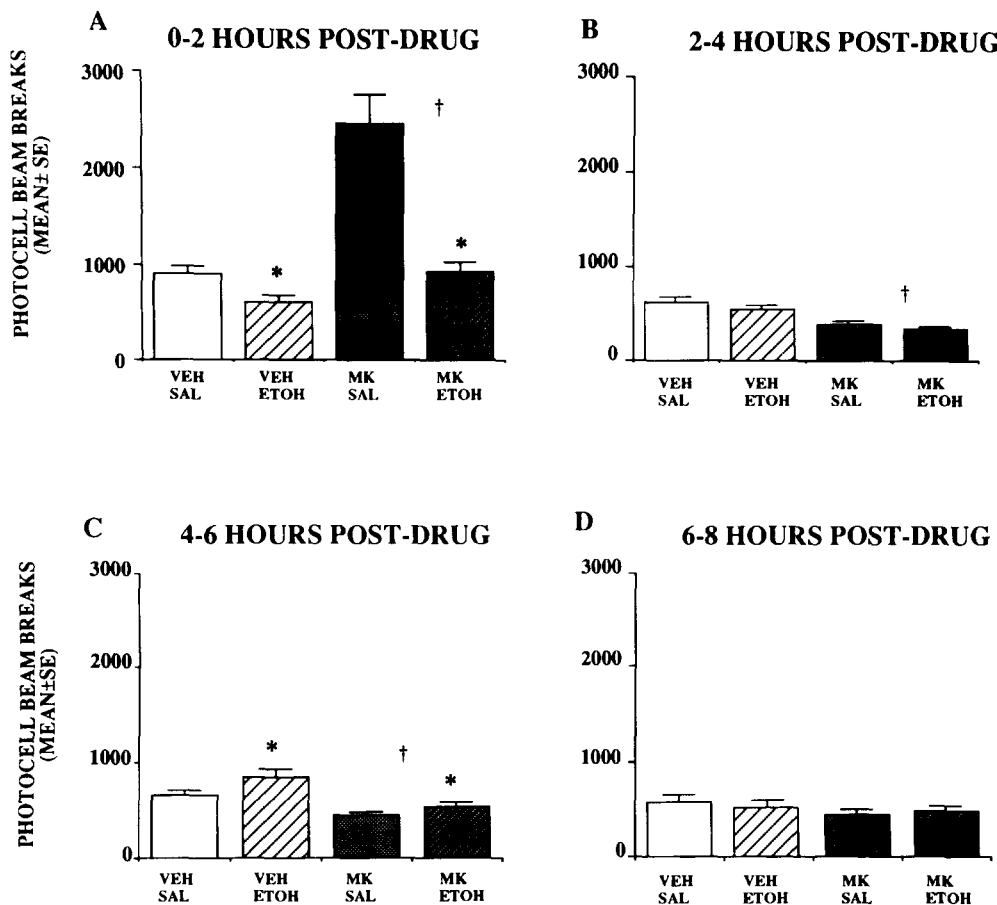 A
0-2 HOURS POST-DRUG
PHOTOCELL BEAM BREAKS
(MEAN± SE)
3000
2000
1000
0
†
*
*
VEH SAL
VEH ETOH
MK SAL
MK ETOH
B
2-4 HOURS POST-DRUG
3000
2000
1000
0
†
VEH SAL
VEH ETOH
MK SAL
MK ETOH
C
4-6 HOURS POST-DRUG
PHOTOCELL BEAM BREAKS
(MEAN±SE)
3000
2000
1000
0
*
†
*
VEH SAL
VEH ETOH
MK SAL
MK ETOH
D
6-8 HOURS POST-DRUG
3000
2000
1000
0
VEH SAL
VEH ETOH
MK SAL
MK ETOH